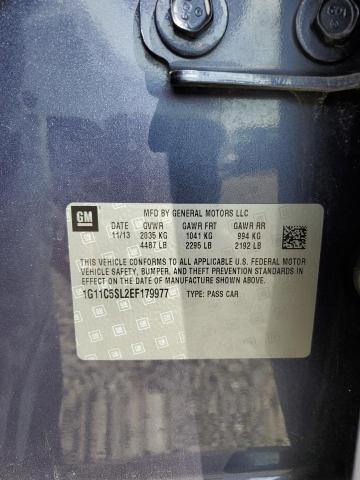 GM
MFD BY GENERAL MOTORS LLC
DATE GVWR GAWR FRT GAWR RR
11/13 2035 KG 1041 KG 994 KG
4487 LB 2295 LB 2192 LB
THIS VEHICLE CONFORMS TO ALL APPLICABLE U.S. FEDERAL MOTOR
VEHICLE SAFETY, BUMPER, AND THEFT PREVENTION STANDARDS IN
EFFECT ON THE DATE OF MANUFACTURE SHOWN ABOVE.
1G11C5SL2EF179977 TYPE: PASS CAR